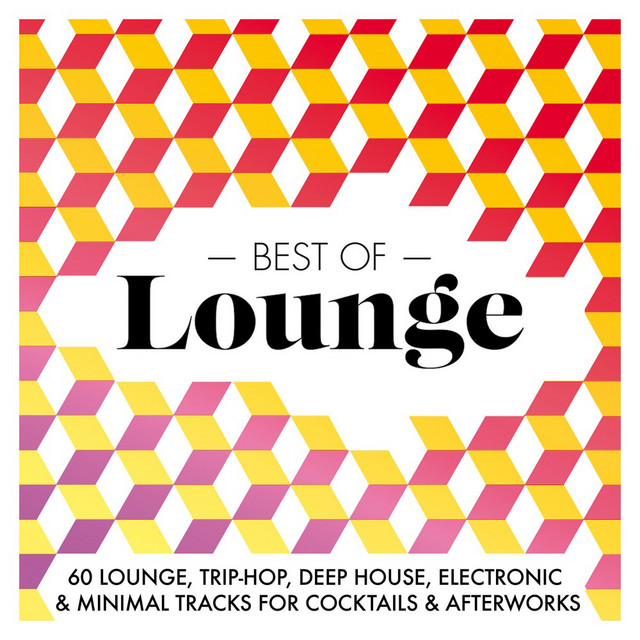 — BEST OF —
Lounge
60 LOUNGE, TRIP-HOP, DEEP HOUSE, ELECTRONIC
& MINIMAL TRACKS FOR COCKTAILS & AFTERWORKS